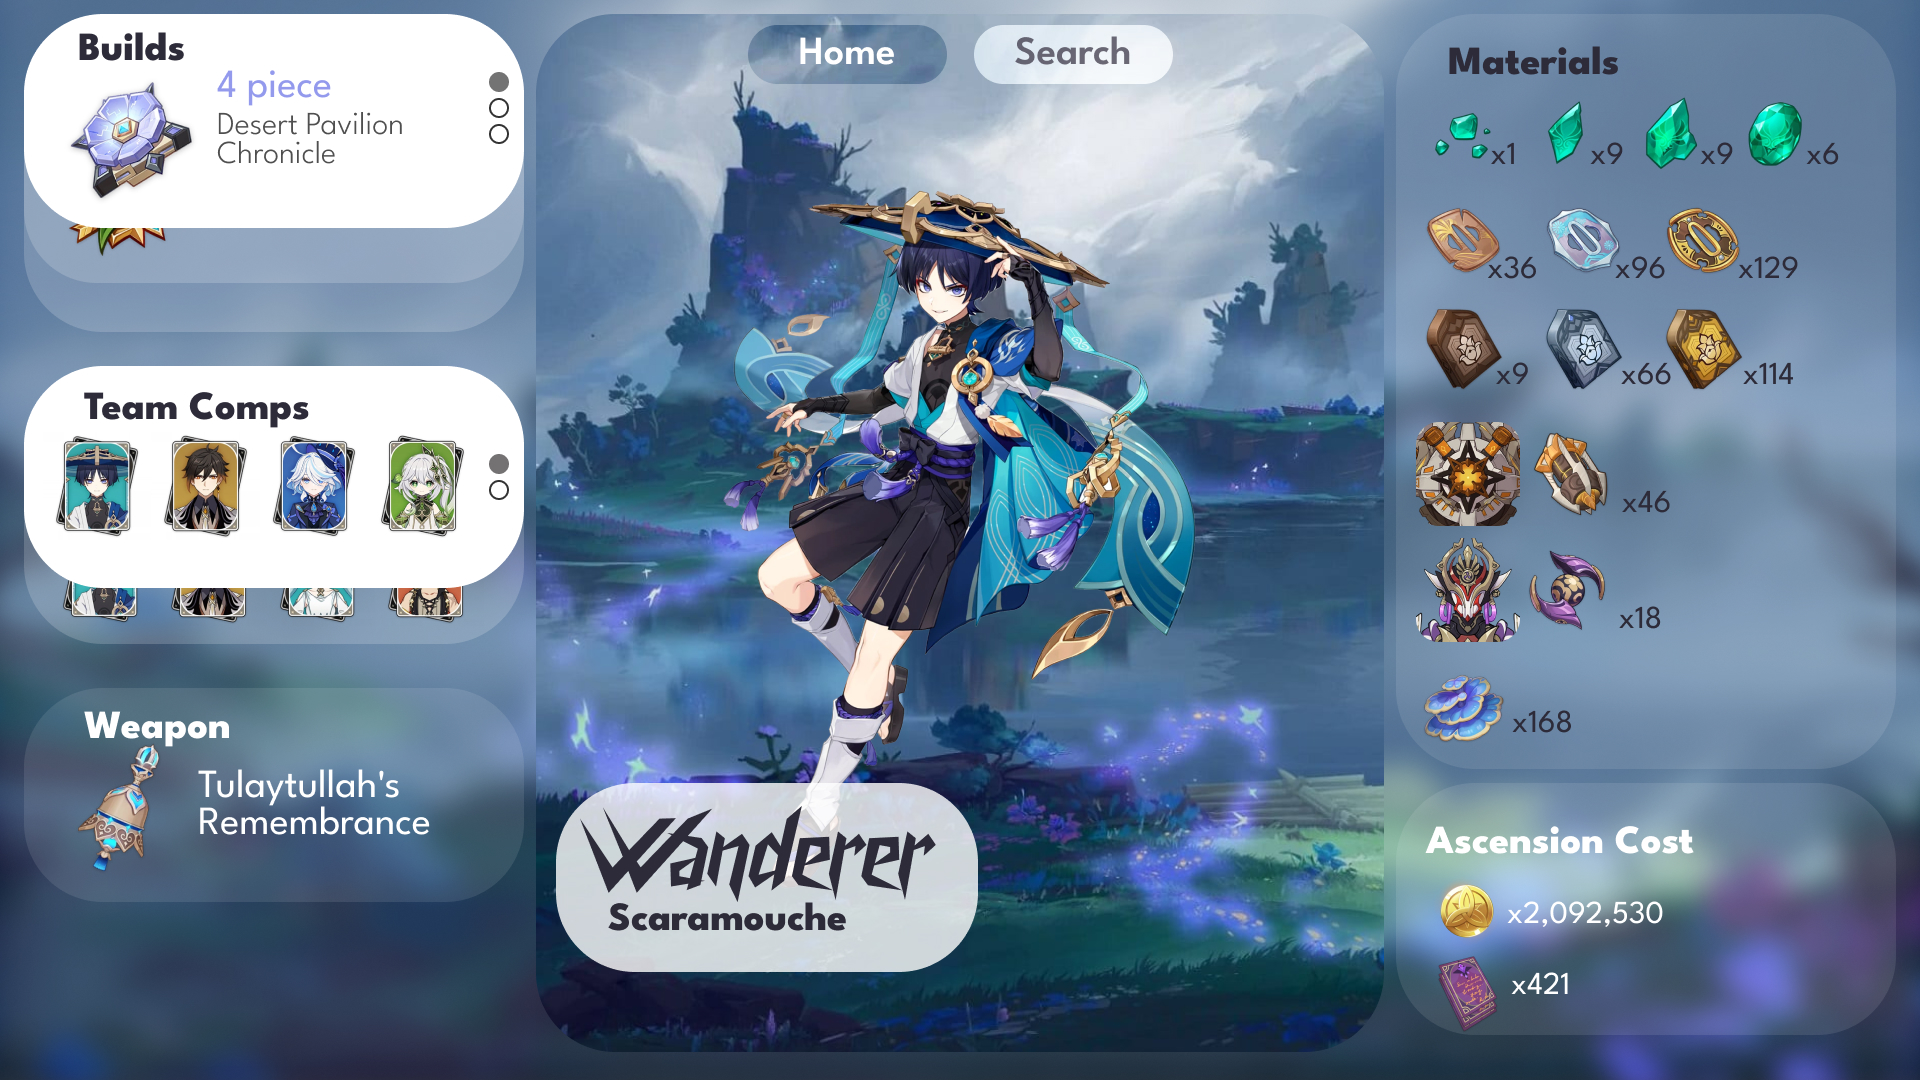 Builds
4 piece
Desert Pavilion
Chronicle
Team Comps
Weapon
Tulaytullah's
Remembrance
Home
Search
Wanderer
Scaramouche
Materials
x1 x9 x9 x6
x36 x96 x129
x9 x66 x114
x46
x18
x168
Ascension Cost
x2,092,530
x421